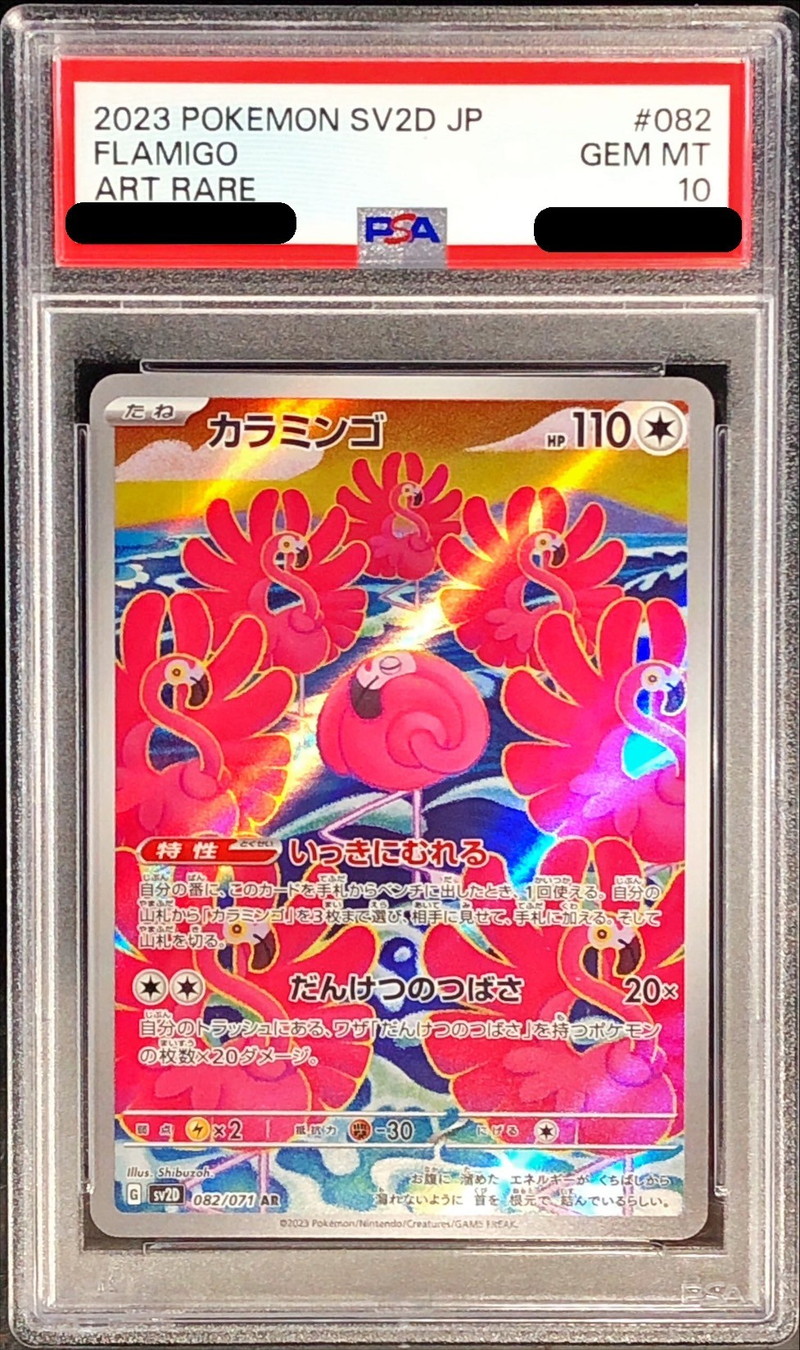 2023 POKEMON SV2D JP #082
FLAMIGO GEM MT
ART RARE 10
PSA
たね カラミンゴ HP 110
特性 とくせい いっきにむれる
自分の番に、このカードを手札からベンチに出したとき、1回使える。自分の
山札から「カラミンゴ」を3枚まで選び、相手に見せて、手札に加える。そして
山札を切る。
だんけつのつばさ 20×
自分のトラッシュにある、ワザ「だんけつのつばさ」を持つポケモン
の枚数×20ダメージ。
弱点 ×2 抵抗力 -30 にげる
Illus. Shibuzoh.
G sv2D 082/071 AR
お腹に 溜めた エネルギーが くちばしから
漏れないように 首を 根元で 結んでいるらしい。
©2023 Pokémon/Nintendo/Creatures/GAME FREAK.
PSA